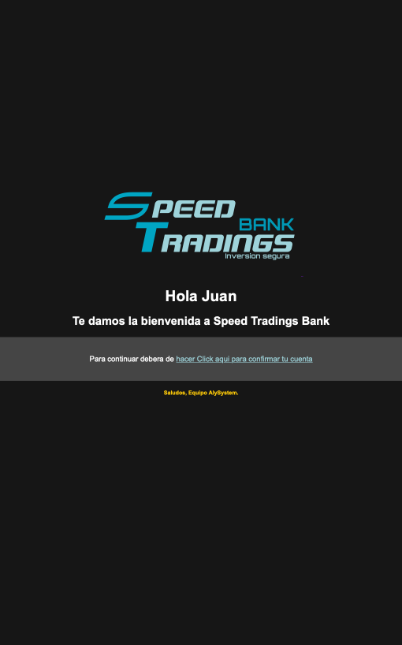 SPEED
BANK
TRADINGS
inversion segura
Hola Juan
Te damos la bienvenida a Speed Tradings Bank
Para continuar debera de hacer Click aqui para confirmar tu cuenta
Saludos, Equipo AlySystem.